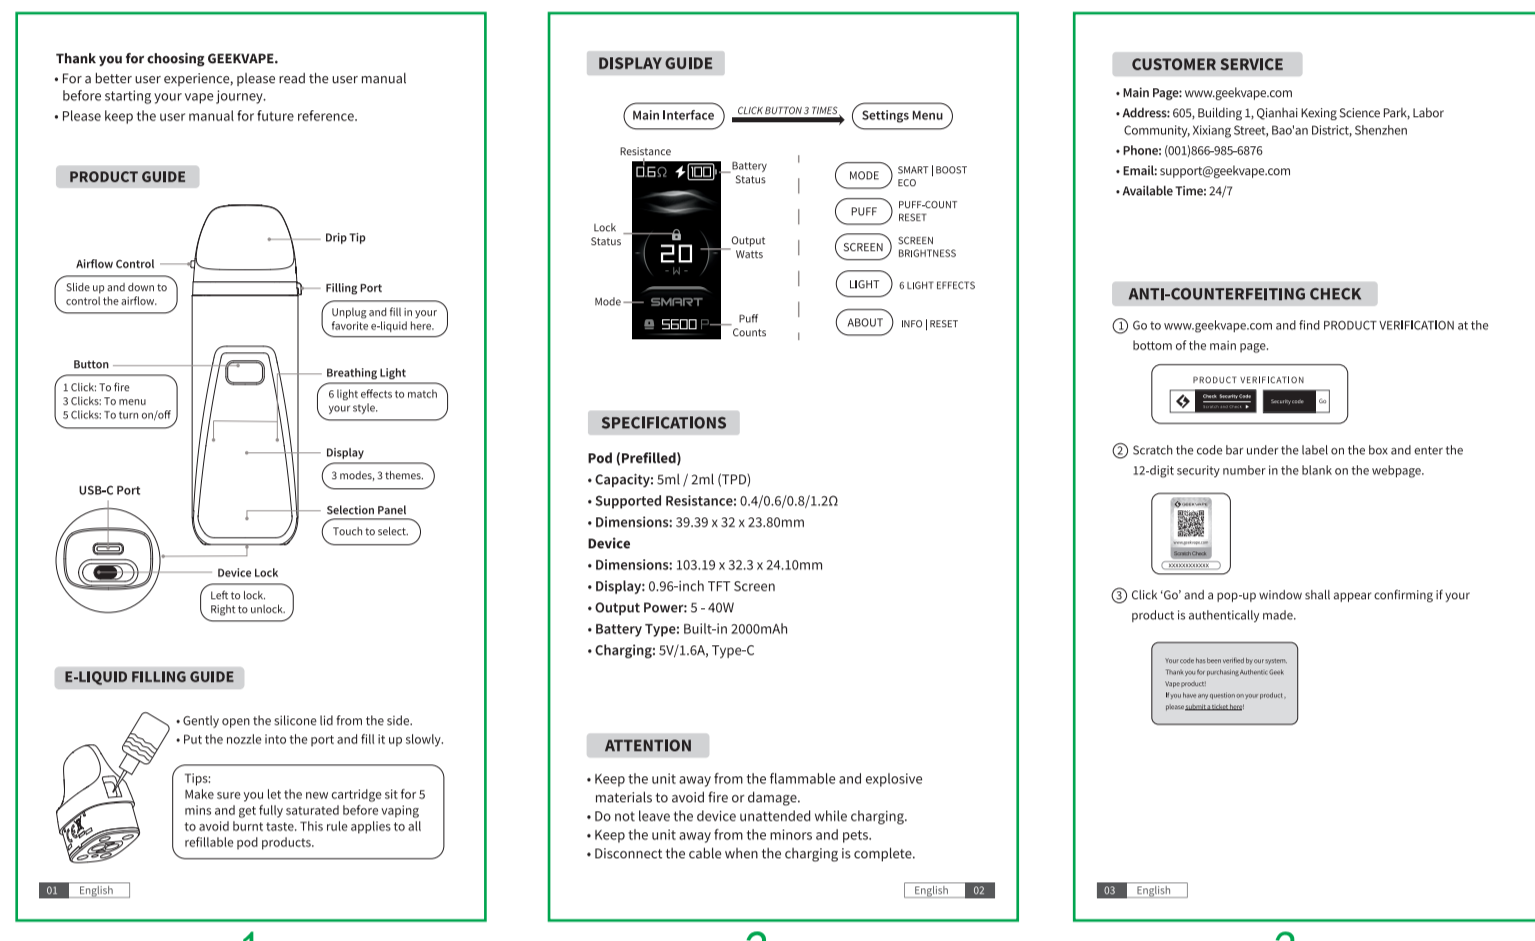 Thank you for choosing GEEKVAPE.
• For a better user experience, please read the user manual
before starting your vape journey.
• Please keep the user manual for future reference.
PRODUCT GUIDE
Drip Tip
Airflow Control
Slide up and down to
control the airflow.
Filling Port
Unplug and fill in your
favorite e-liquid here.
Button
1 Click: To fire
3 Clicks: To menu
5 Clicks: To turn on/off
Breathing Light
6 light effects to match
your style.
Display
3 modes, 3 themes.
USB-C Port
Selection Panel
Touch to select.
Device Lock
Left to lock.
Right to unlock.
E-LIQUID FILLING GUIDE
• Gently open the silicone lid from the side.
• Put the nozzle into the port and fill it up slowly.
Tips:
Make sure you let the new cartridge sit for 5
mins and get fully saturated before vaping
to avoid burnt taste. This rule applies to all
refillable pod products.
01 English
DISPLAY GUIDE
Main Interface
CLICK BUTTON 3 TIMES
Settings Menu
Resistance
0.6Ω 100
Battery
Status
Lock
Status
20
- W -
Output
Watts
Mode
SMART
5600 P
Puff
Counts
MODE SMART | BOOST
ECO
PUFF PUFF-COUNT
RESET
SCREEN SCREEN
BRIGHTNESS
LIGHT 6 LIGHT EFFECTS
ABOUT INFO | RESET
SPECIFICATIONS
Pod (Prefilled)
• Capacity: 5ml / 2ml (TPD)
• Supported Resistance: 0.4/0.6/0.8/1.2Ω
• Dimensions: 39.39 x 32 x 23.80mm
Device
• Dimensions: 103.19 x 32.3 x 24.10mm
• Display: 0.96-inch TFT Screen
• Output Power: 5 - 40W
• Battery Type: Built-in 2000mAh
• Charging: 5V/1.6A, Type-C
ATTENTION
• Keep the unit away from the flammable and explosive
materials to avoid fire or damage.
• Do not leave the device unattended while charging.
• Keep the unit away from the minors and pets.
• Disconnect the cable when the charging is complete.
English 02
CUSTOMER SERVICE
• Main Page: www.geekvape.com
• Address: 605, Building 1, Qianhai Kexing Science Park, Labor
Community, Xixiang Street, Bao'an District, Shenzhen
• Phone: (001)866-985-6876
• Email: support@geekvape.com
• Available Time: 24/7
ANTI-COUNTERFEITING CHECK
① Go to www.geekvape.com and find PRODUCT VERIFICATION at the
bottom of the main page.
PRODUCT VERIFICATION
Check Security Code
Scratch and Check
Security code
Go
② Scratch the code bar under the label on the box and enter the
12-digit security number in the blank on the webpage.
GEEKVAPE
www.geekvape.com
Scratch Check
XXXXXXXXXXXX
③ Click ‘Go’ and a pop-up window shall appear confirming if your
product is authentically made.
Your code has been verified by our system.
Thank you for purchasing Authentic Geek
Vape product!
If you have any question on your product,
please submit a ticket here!
03 English